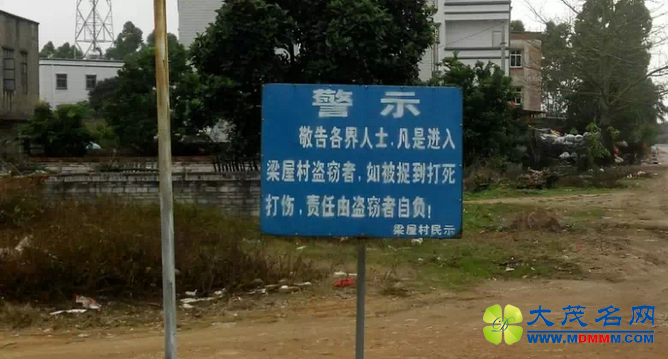 警示
敬告各界人士，凡是进入
梁屋村盗窃者，如被捉到打死
打伤，责任由盗窃者自负！
梁屋村民示
大茂名网
www.MDMMM.com